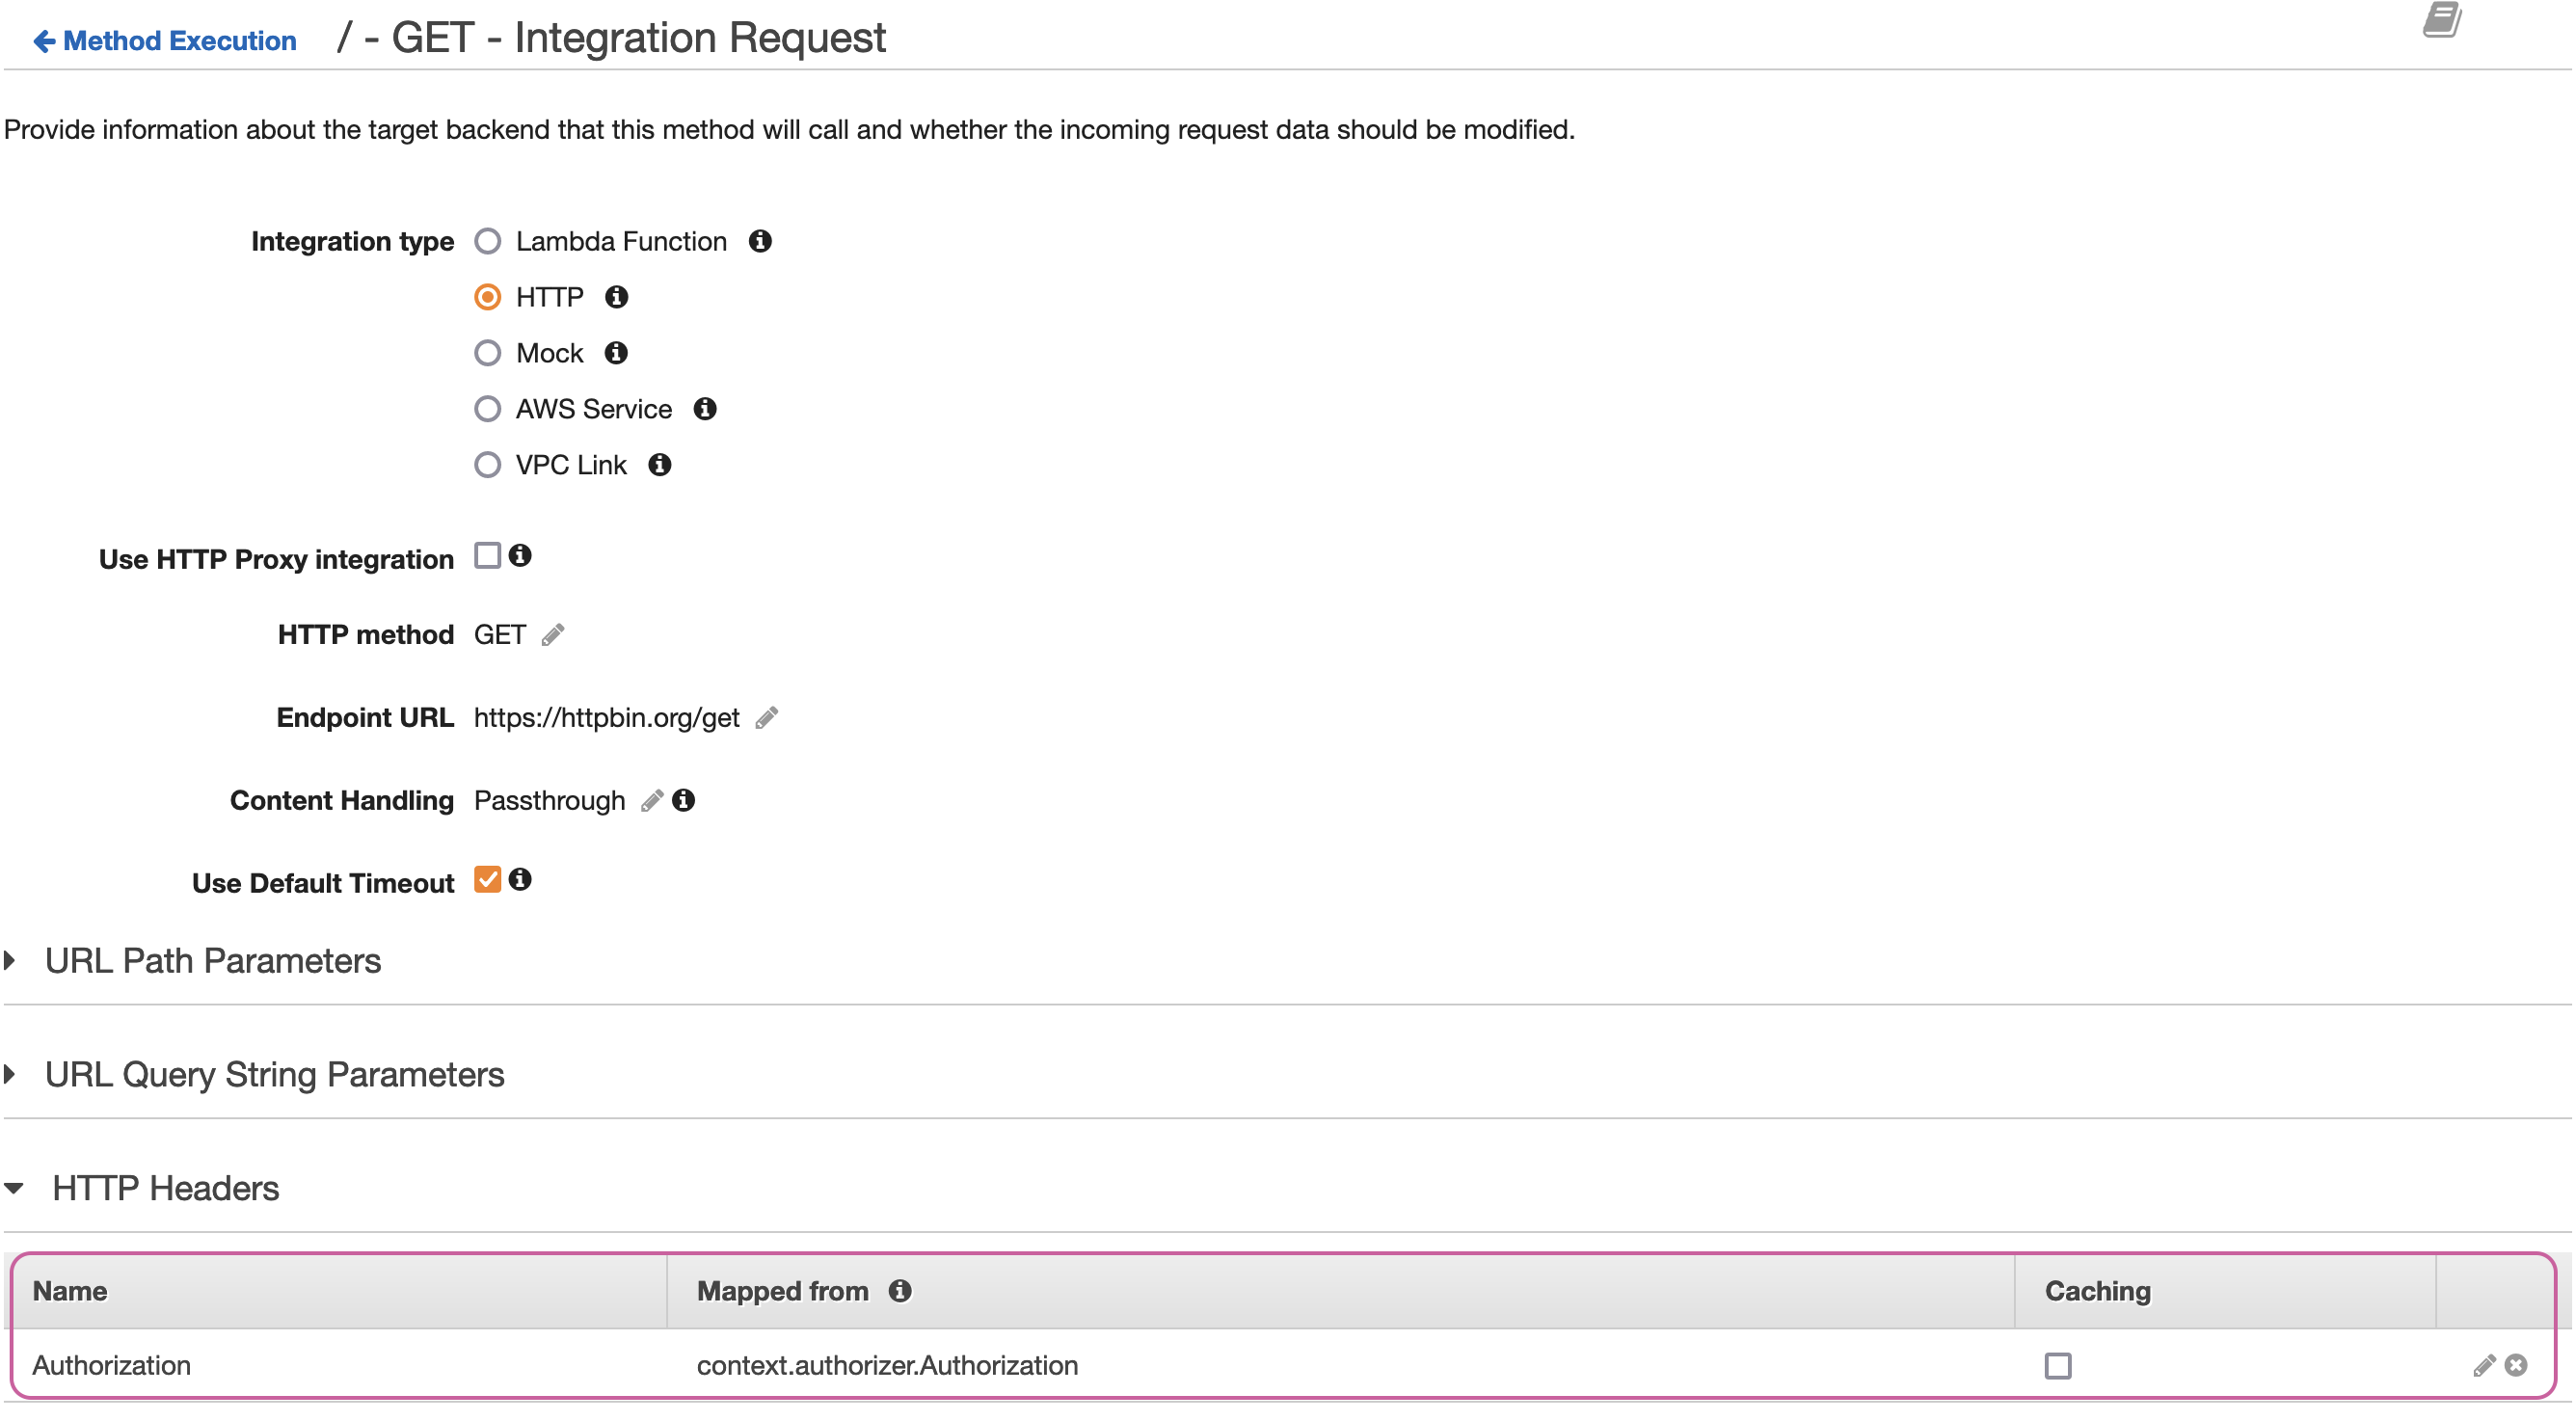 Method Execution / - GET - Integration Request
Provide information about the target backend that this method will call and whether the incoming request data should be modified.
Integration type Lambda Function
HTTP
Mock
AWS Service
VPC Link
Use HTTP Proxy integration
HTTP method GET
Endpoint URL https://httpbin.org/get
Content Handling Passthrough
Use Default Timeout
URL Path Parameters
URL Query String Parameters
HTTP Headers
Name Mapped from Caching
Authorization context.authorizer.Authorization